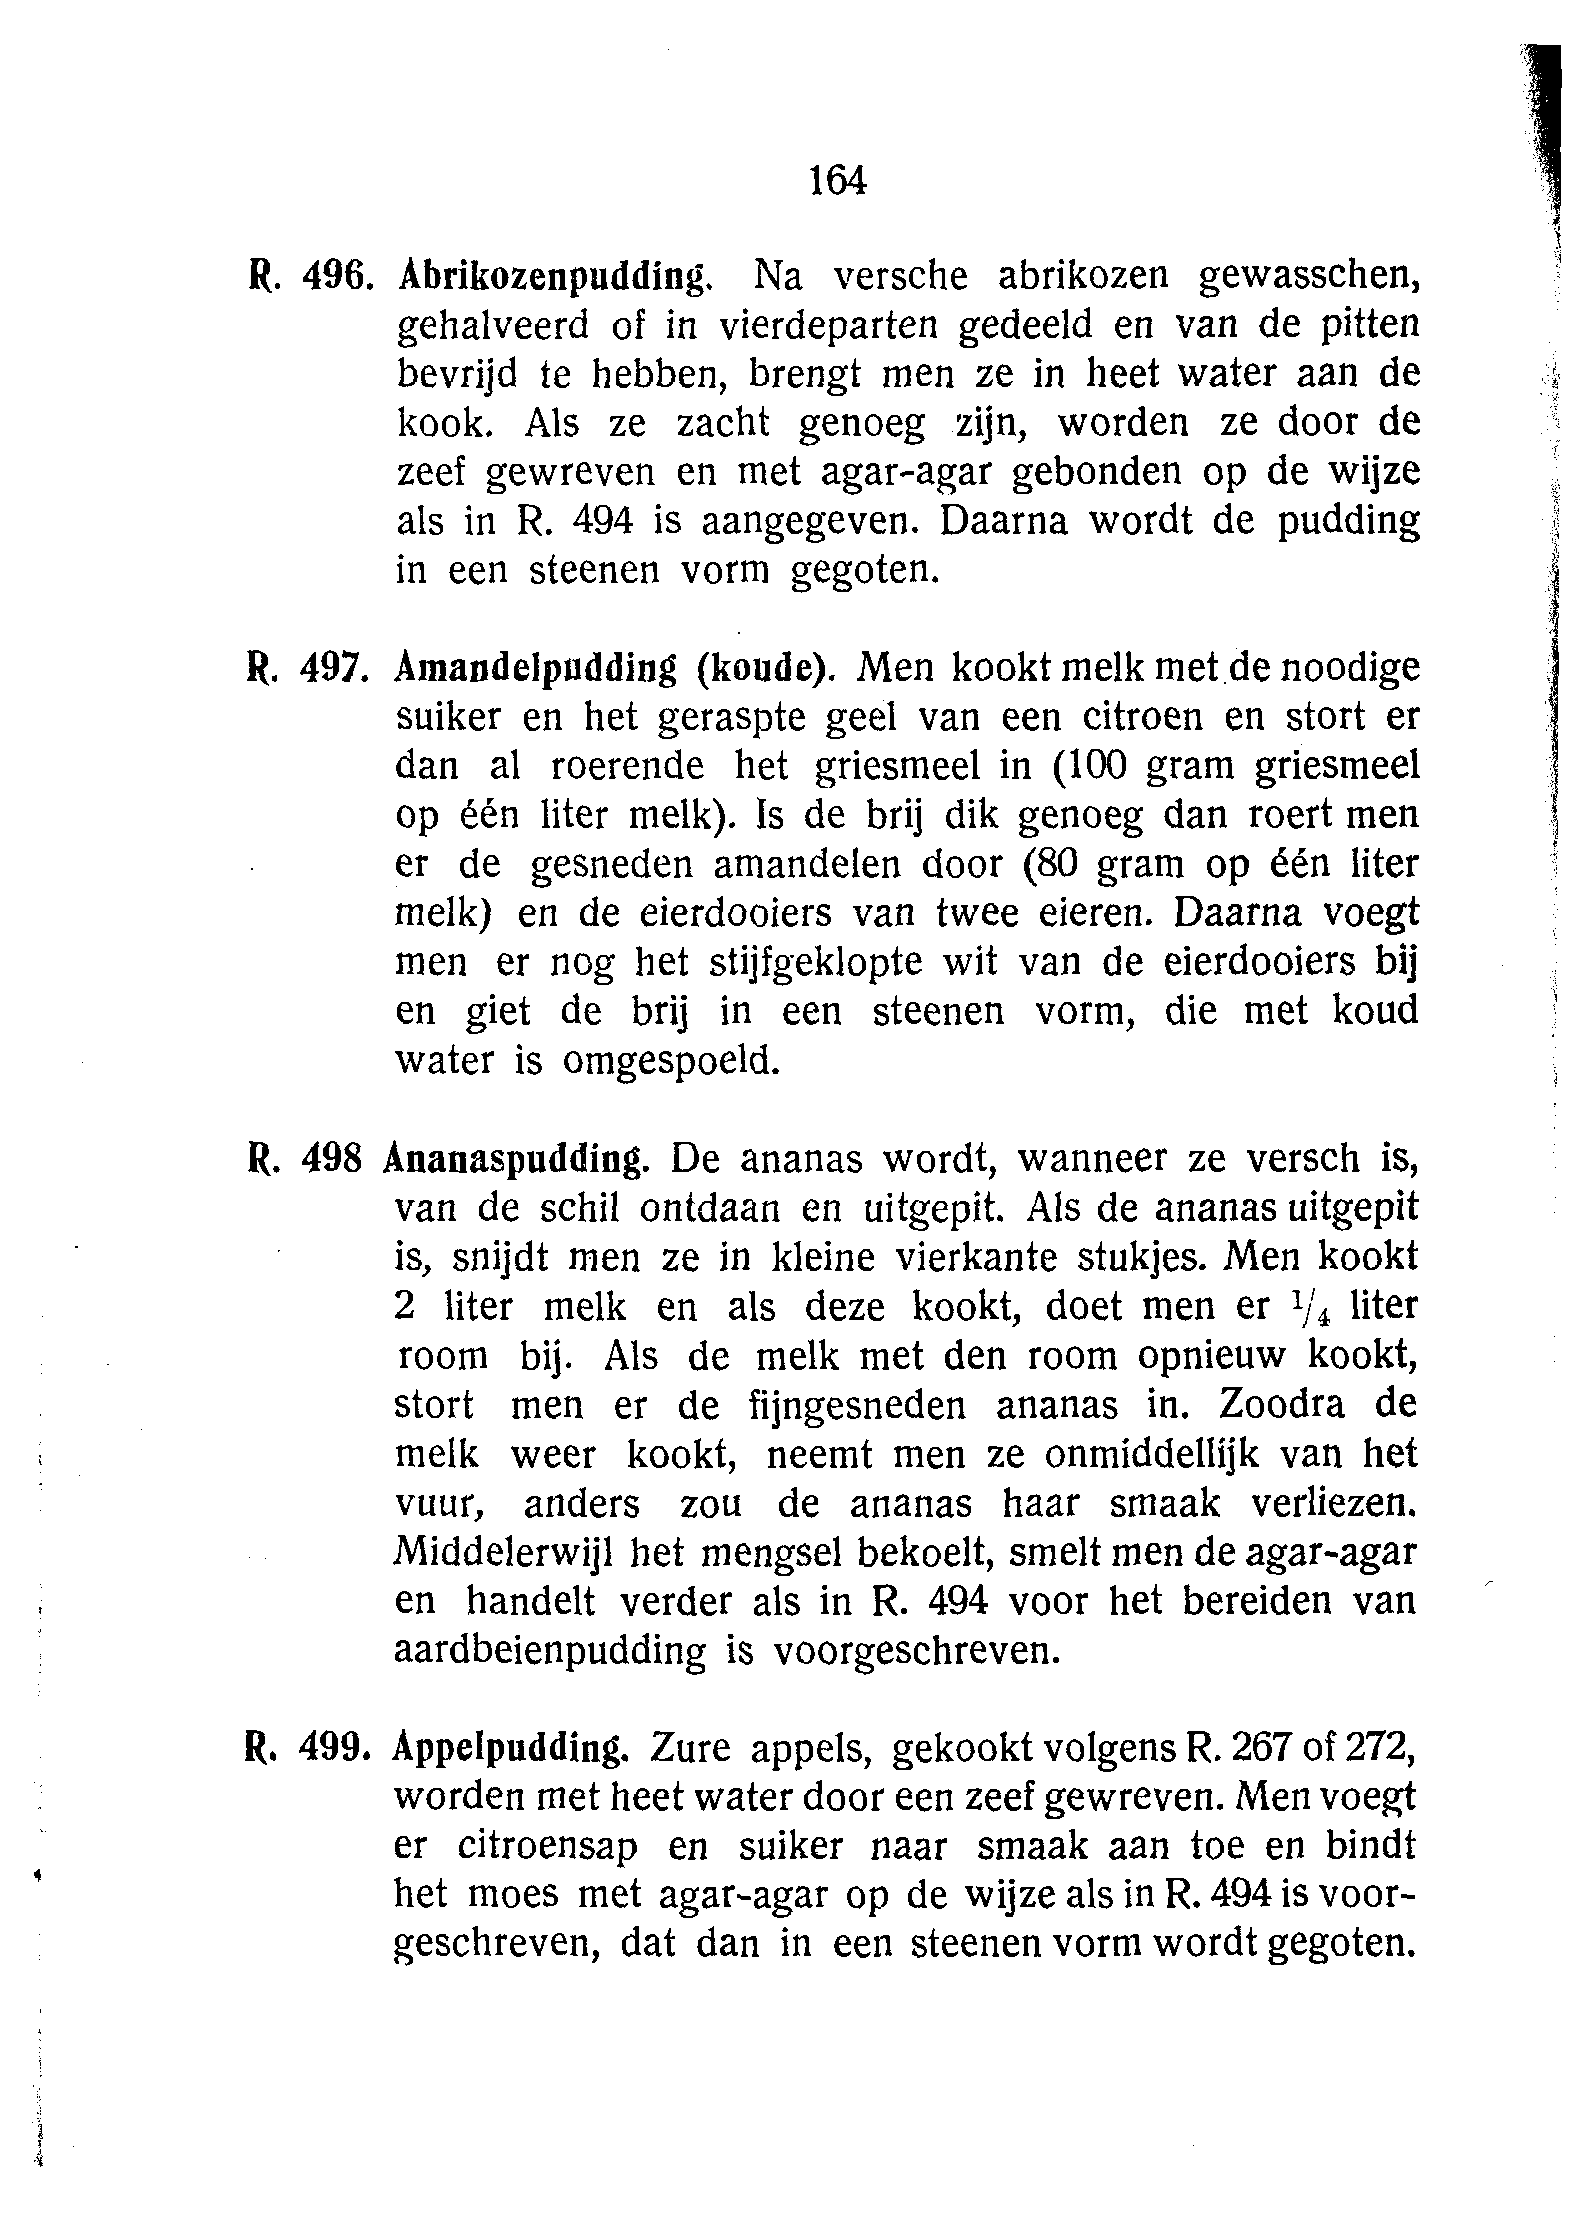 164
R. 496. Abrikozenpudding. Na versche abrikozen gewasschen,
gehalveerd of in vierdeparten gedeeld en van de pitten
bevrijd te hebben, brengt men ze in heet water aan de
kook. Als ze zacht genoeg zijn, worden ze door de
zeef gewreven en met agar-agar gebonden op de wijze
als in R. 494 is aangegeven. Daarna wordt de pudding
in een steenen vorm gegoten.
R. 497. Amandelpudding (koude). Men kookt melk met de noodige
suiker en het geraspte geel van een citroen en stort er
dan al roerende het griesmeel in (100 gram griesmeel
op één liter melk). Is de brij dik genoeg dan roert men
er de gesneden amandelen door (80 gram op één liter
melk) en de eierdooiers van twee eieren. Daarna voegt
men er nog het stijfgeklopte wit van de eierdooiers bij
en giet de brij in een steenen vorm, die met koud
water is omgespoeld.
R. 498 Ananaspudding. De ananas wordt, wanneer ze versch is,
van de schil ontdaan en uitgepit. Als de ananas uitgepit
is, snijdt men ze in kleine vierkante stukjes. Men kookt
2 liter melk en als deze kookt, doet men er 1/4 liter
room bij. Als de melk met den room opnieuw kookt,
stort men er de fijngesneden ananas in. Zoodra de
melk weer kookt, neemt men ze onmiddellijk van het
vuur, anders zou de ananas haar smaak verliezen.
Middelerwijl het mengsel bekoelt, smelt men de agar-agar
en handelt verder als in R. 494 voor het bereiden van
aardbeienpudding is voorgeschreven.
R. 499. Appelpudding. Zure appels, gekookt volgens R. 267 of 272,
worden met heet water door een zeef gewreven. Men voegt
er citroensap en suiker naar smaak aan toe en bindt
het moes met agar-agar op de wijze als in R. 494 is voor-
geschreven, dat dan in een steenen vorm wordt gegoten.